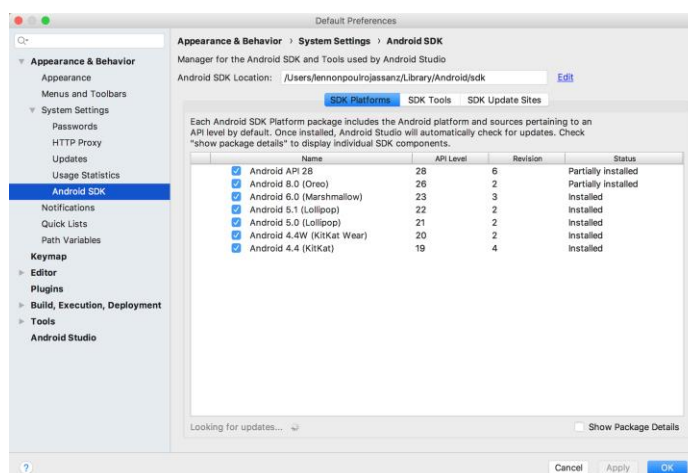 Default Preferences
Appearance & Behavior
Appearance
Menus and Toolbars
System Settings
Passwords
HTTP Proxy
Updates
Usage Statistics
Android SDK
Notifications
Quick Lists
Path Variables
Keymap
Editor
Plugins
Build, Execution, Deployment
Tools
Android Studio
Appearance & Behavior › System Settings › Android SDK
Manager for the Android SDK and Tools used by Android Studio
Android SDK Location: /Users/lennonpoulrojassanz/Library/Android/sdk Edit
SDK Platforms SDK Tools SDK Update Sites
Each Android SDK Platform package includes the Android platform and sources pertaining to an
API level by default. Once installed, Android Studio will automatically check for updates. Check
"show package details" to display individual SDK components.
Name API Level Revision Status
Android API 28 28 6 Partially installed
Android 8.0 (Oreo) 26 2 Partially installed
Android 6.0 (Marshmallow) 23 3 Installed
Android 5.1 (Lollipop) 22 2 Installed
Android 5.0 (Lollipop) 21 2 Installed
Android 4.4W (KitKat Wear) 20 2 Installed
Android 4.4 (KitKat) 19 4 Installed
Looking for updates... Show Package Details
? Cancel Apply OK